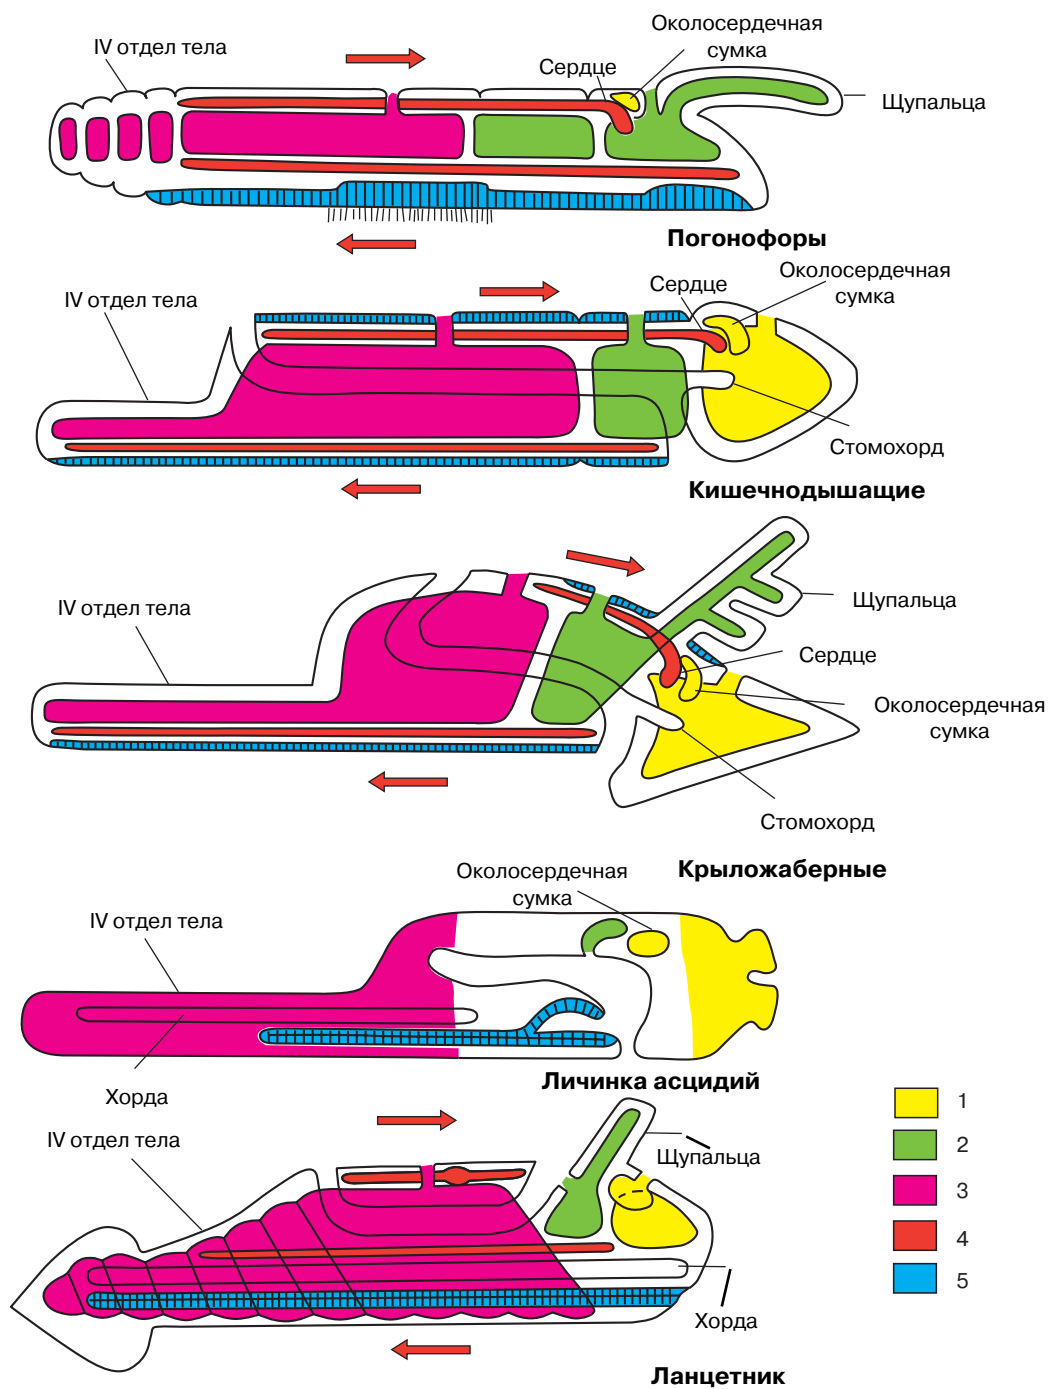 Околосердечная
сумка
IV отдел тела
Сердце
Щупальца
Погонофоры
Околосердечная
сумка
Сердце
IV отдел тела
Стомохорд
Кишечнодышащие
IV отдел тела
Щупальца
Сердце
Околосердечная
сумка
Стомохорд
Крыложаберные
Околосердечная
сумка
IV отдел тела
Личинка асцидий
Хорда
IV отдел тела
Щупальца
Хорда
Ланцетник
1
2
3
4
5